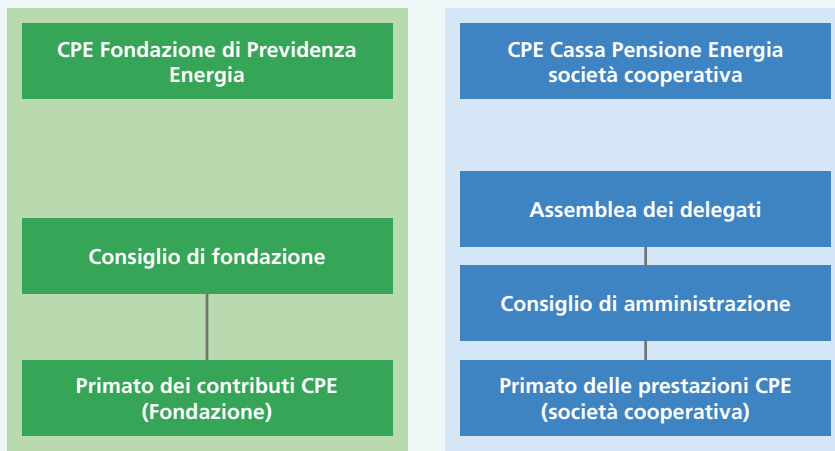 CPE Fondazione di Previdenza
Energia
Consiglio di fondazione
Primato dei contributi CPE
(Fondazione)
CPE Cassa Pensione Energia
società cooperativa
Assemblea dei delegati
Consiglio di amministrazione
Primato delle prestazioni CPE
(società cooperativa)